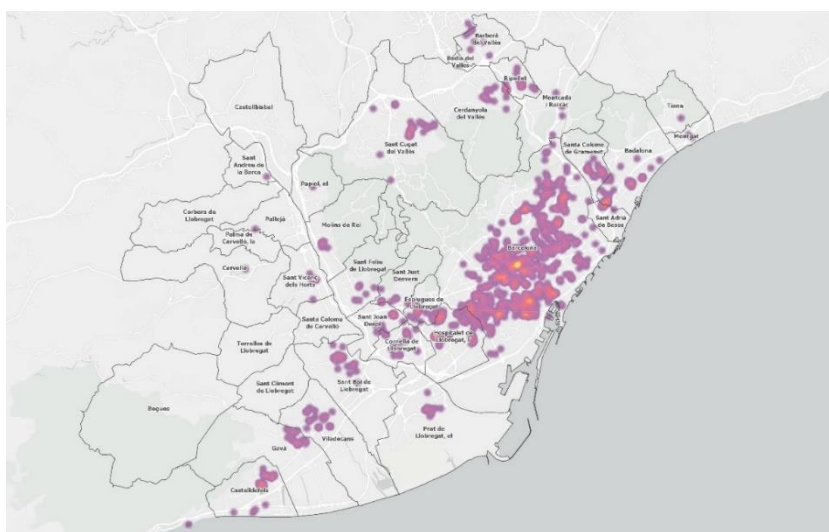 Barberà
del Vallès
Badia del
Vallès
Ripollet
Castellbisbal
Cerdanyola
del Vallès
Montcada
i Reixac
Tiana
Montgat
Sant Cugat
del Vallès
Santa Coloma
de Gramenet
Badalona
Sant
Andreu de
la Barca
Papiol, el
Corbera de
Llobregat
Pallejà
Palma de
Cervelló, la
Molins de Rei
Sant Adrià
de Besòs
Barcelona
Cervelló
Sant Feliu
de Llobregat
Sant Just
Desvern
Sant Vicenç
dels Horts
Esplugues de
Llobregat
Santa Coloma
de Cervelló
Sant Joan
Despí
Hospitalet de
Llobregat, l'
Cornellà de
Llobregat
Torrelles de
Llobregat
Sant Climent
de Llobregat
Sant Boi de
Llobregat
Begues
Viladecans
Prat de
Llobregat, el
Gavà
Castelldefels